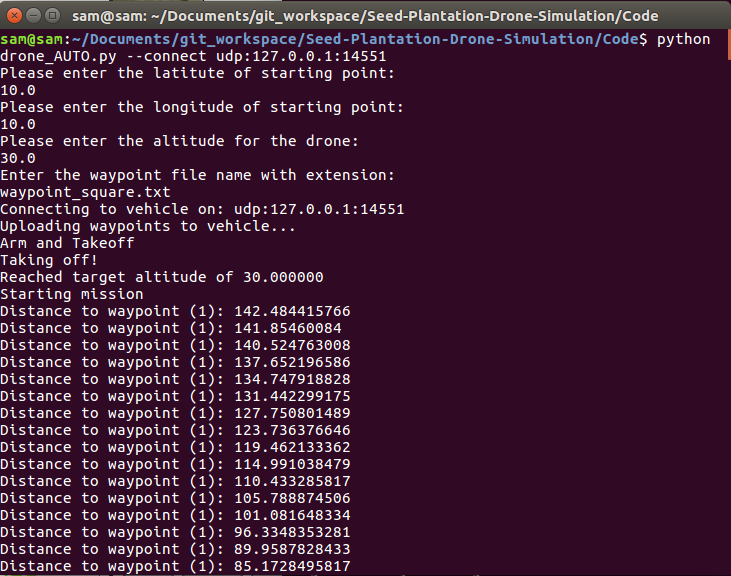 sam@sam: ~/Documents/git_workspace/Seed-Plantation-Drone-Simulation/Code
sam@sam:~/Documents/git_workspace/Seed-Plantation-Drone-Simulation/Code$ python
drone_AUTO.py --connect udp:127.0.0.1:14551
Please enter the latitute of starting point:
10.0
Please enter the longitude of starting point:
10.0
Please enter the altitude for the drone:
30.0
Enter the waypoint file name with extension:
waypoint_square.txt
Connecting to vehicle on: udp:127.0.0.1:14551
Uploading waypoints to vehicle...
Arm and Takeoff
Taking off!
Reached target altitude of 30.000000
Starting mission
Distance to waypoint (1): 142.484415766
Distance to waypoint (1): 141.85460084
Distance to waypoint (1): 140.524763008
Distance to waypoint (1): 137.652196586
Distance to waypoint (1): 134.747918828
Distance to waypoint (1): 131.442299175
Distance to waypoint (1): 127.750801489
Distance to waypoint (1): 123.736376646
Distance to waypoint (1): 119.462133362
Distance to waypoint (1): 114.991038479
Distance to waypoint (1): 110.433285817
Distance to waypoint (1): 105.788874506
Distance to waypoint (1): 101.081648334
Distance to waypoint (1): 96.3348353281
Distance to waypoint (1): 89.9587828433
Distance to waypoint (1): 85.1728495817